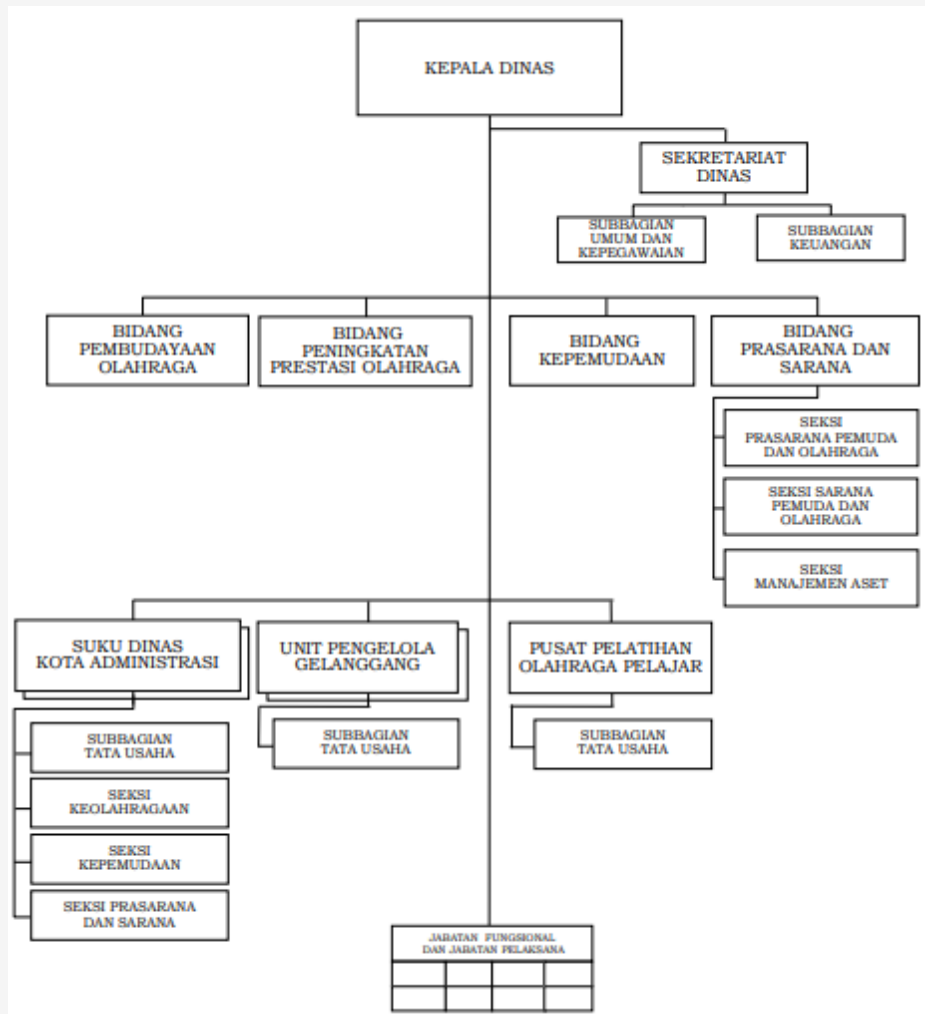 KEPALA DINAS
SEKRETARIAT
DINAS
SUBBAGIAN
UMUM DAN
KEPEGAWAIAN
SUBBAGIAN
KEUANGAN
BIDANG
PEMBUDAYAAN
OLAHRAGA
BIDANG
PENINGKATAN
PRESTASI OLAHRAGA
BIDANG
KEPEMUDAAN
BIDANG
PRASARANA DAN
SARANA
SEKSI
PRASARANA PEMUDA
DAN OLAHRAGA
SEKSI SARANA
PEMUDA DAN
OLAHRAGA
SEKSI
MANAJEMEN ASET
SUKU DINAS
KOTA ADMINISTRASI
SUBBAGIAN
TATA USAHA
SEKSI
KEOLAHRAGAAN
SEKSI
KEPEMUDAAN
SEKSI PRASARANA
DAN SARANA
UNIT PENGELOLA
GELANGGANG
SUBBAGIAN
TATA USAHA
PUSAT PELATIHAN
OLAHRAGA PELAJAR
SUBBAGIAN
TATA USAHA
JABATAN FUNGSIONAL
DAN JABATAN PELAKSANA